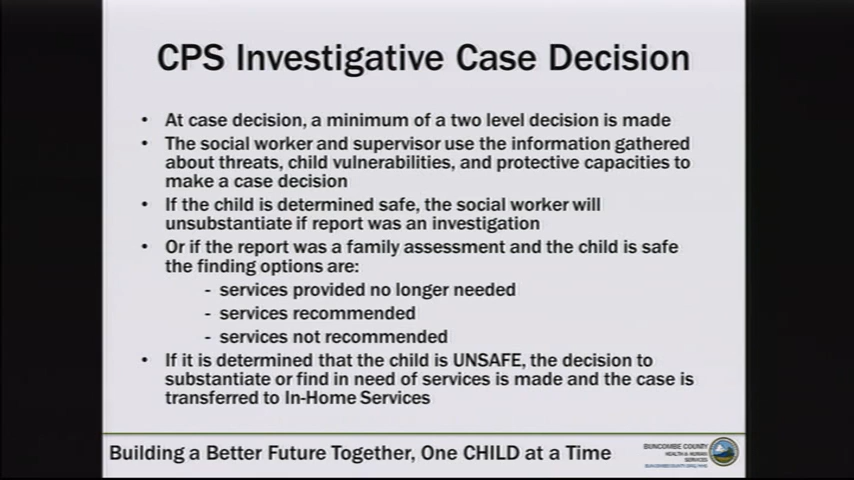 CPS Investigative Case Decision
• At case decision, a minimum of a two level decision is made
• The social worker and supervisor use the information gathered
about threats, child vulnerabilities, and protective capacities to
make a case decision
• If the child is determined safe, the social worker will
unsubstantiate if report was an investigation
• Or if the report was a family assessment and the child is safe
the finding options are:
- services provided no longer needed
- services recommended
- services not recommended
• If it is determined that the child is UNSAFE, the decision to
substantiate or find in need of services is made and the case is
transferred to In-Home Services
Building a Better Future Together, One CHILD at a Time
BUNCOMBE COUNTY
HEALTH & HUMAN
SERVICES